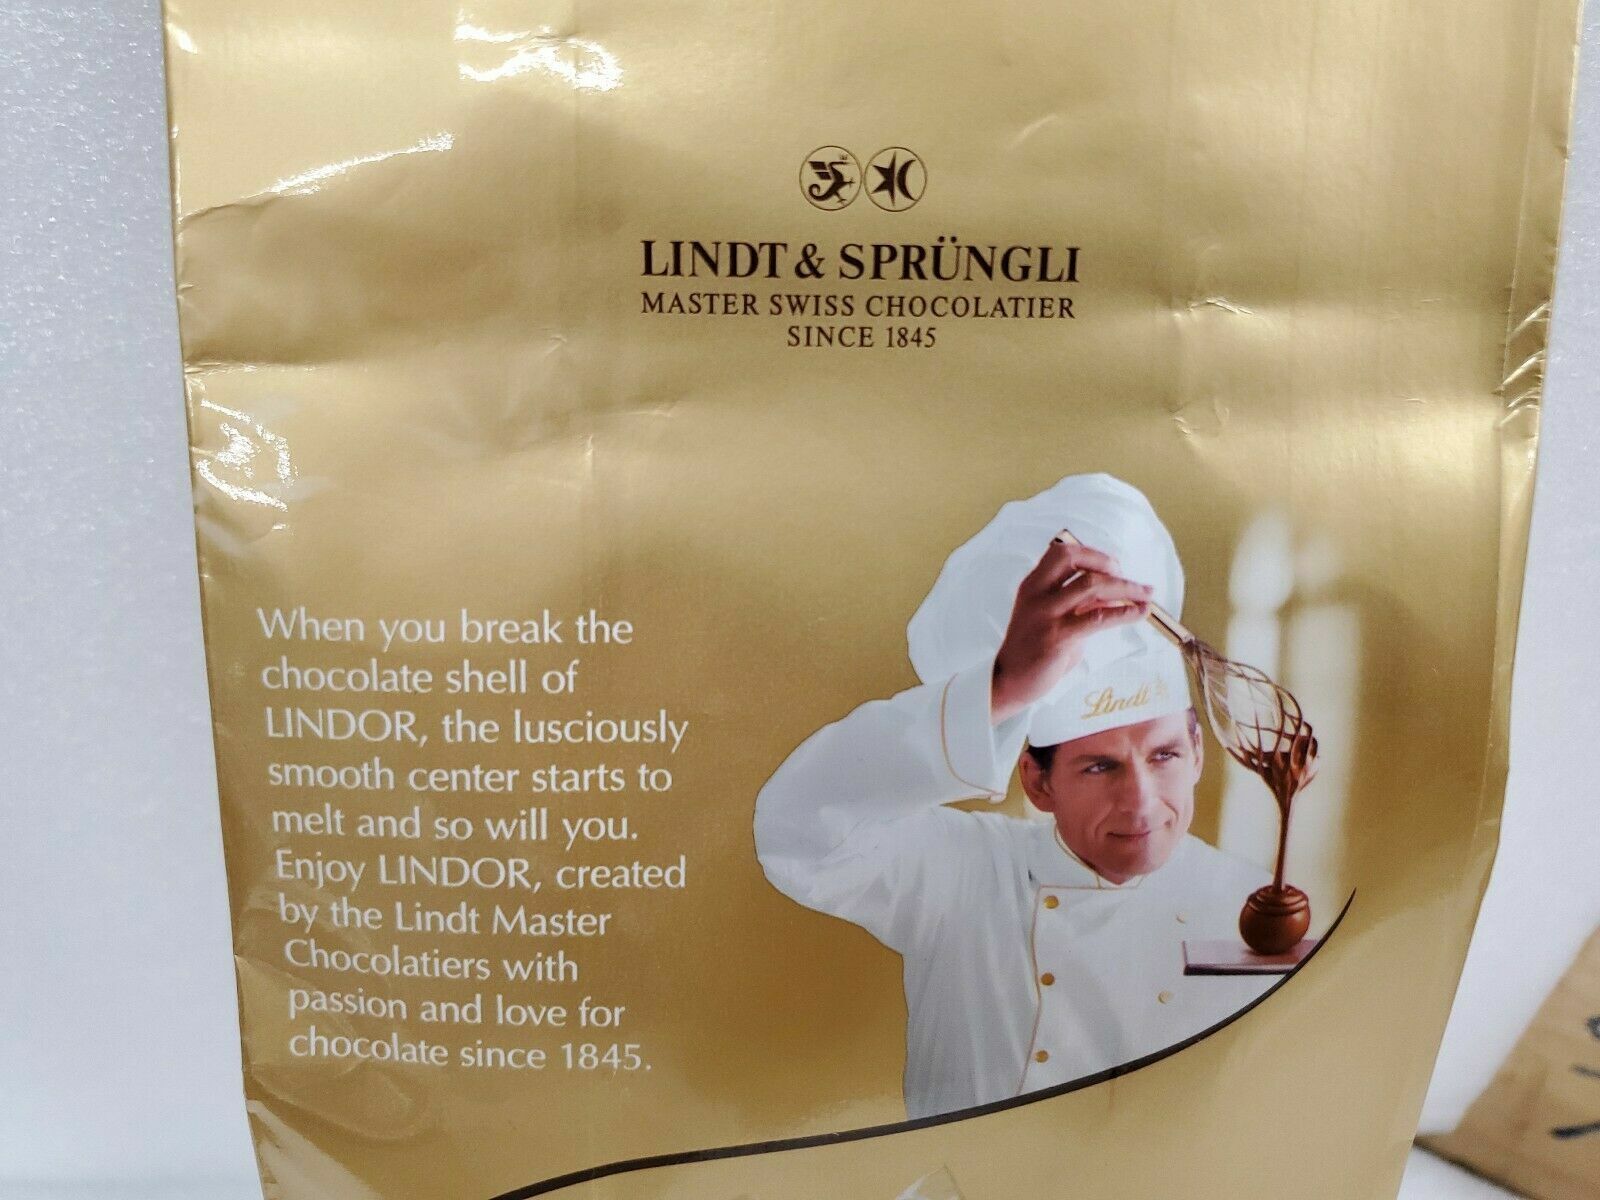 LINDT & SPRÜNGLI
MASTER SWISS CHOCOLATIER
SINCE 1845
When you break the
chocolate shell of
LINDOR, the lusciously
smooth center starts to
melt and so will you.
Enjoy LINDOR, created
by the Lindt Master
Chocolatiers with
passion and love for
chocolate since 1845.
Lindt